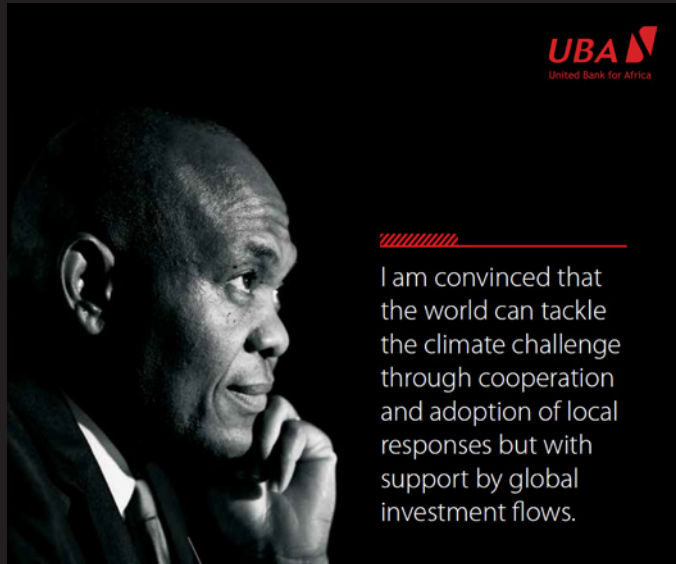 UBA
United Bank for Africa
I am convinced that
the world can tackle
the climate challenge
through cooperation
and adoption of local
responses but with
support by global
investment flows.